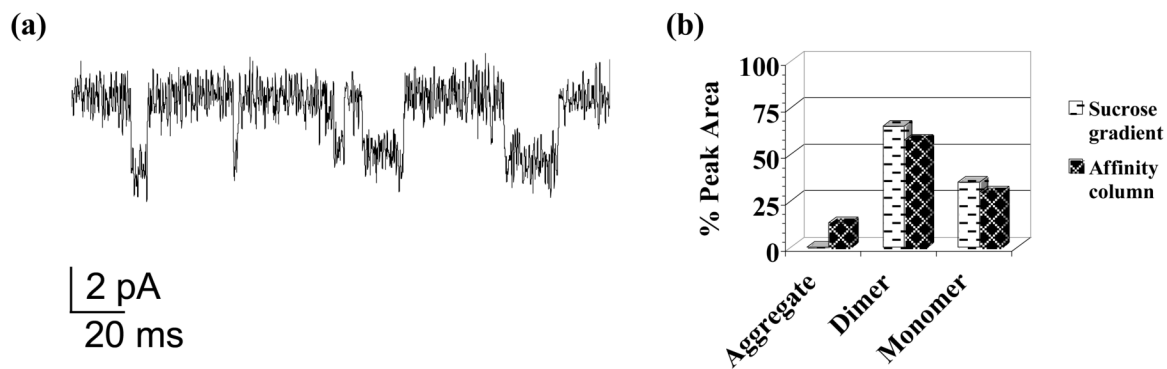 (a)
2 pA
20 ms
(b)
% Peak Area
100
75
50
25
0
Aggregate
Dimer
Monomer
Sucrose
gradient
Affinity
column